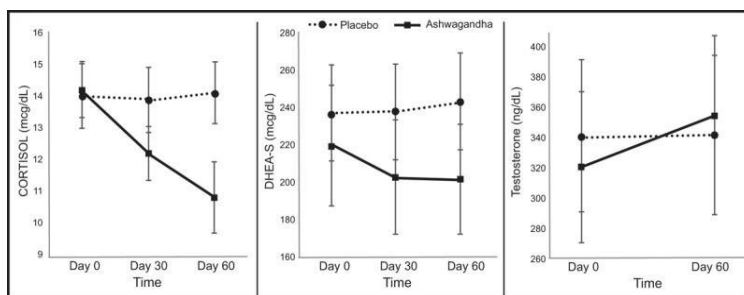 Placebo
Ashwagandha
CORTISOL (mcg/dL)
16
15
14
13
12
11
10
9
Day 0
Day 30
Day 60
Time
DHEA-S (mcg/dL)
280
260
240
220
200
180
160
Day 0
Day 30
Day 60
Time
Testosterone (ng/dL)
400
380
360
340
320
300
280
260
Day 0
Day 60
Time